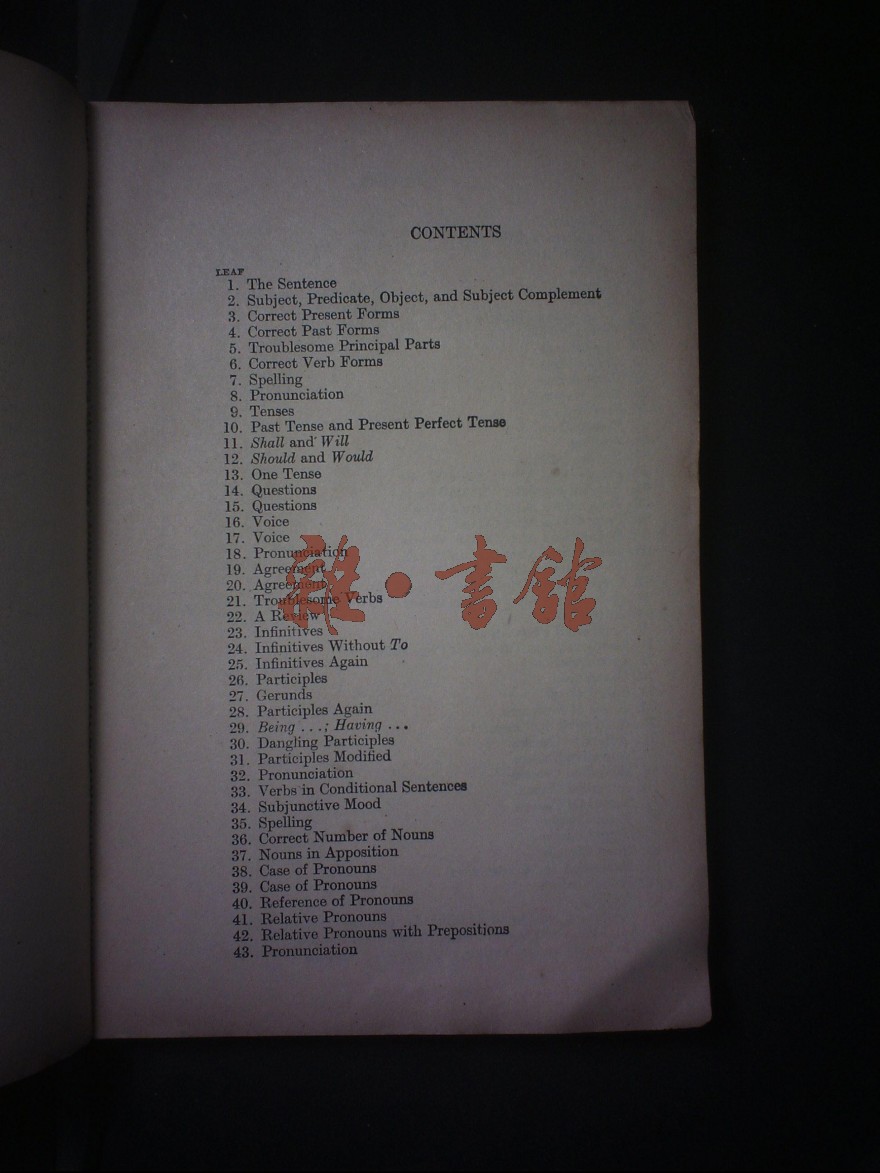 CONTENTS
LEAF
1. The Sentence
2. Subject, Predicate, Object, and Subject Complement
3. Correct Present Forms
4. Correct Past Forms
5. Troublesome Principal Parts
6. Correct Verb Forms
7. Spelling
8. Pronunciation
9. Tenses
10. Past Tense and Present Perfect Tense
11. Shall and Will
12. Should and Would
13. One Tense
14. Questions
15. Questions
16. Voice
17. Voice
18. Pronunciation
19. Agreement
20. Agreement
21. Troublesome Verbs
22. A Review
23. Infinitives
24. Infinitives Without To
25. Infinitives Again
26. Participles
27. Gerunds
28. Participles Again
29. Being . . .; Having . . .
30. Dangling Participles
31. Participles Modified
32. Pronunciation
33. Verbs in Conditional Sentences
34. Subjunctive Mood
35. Spelling
36. Correct Number of Nouns
37. Nouns in Apposition
38. Case of Pronouns
39. Case of Pronouns
40. Reference of Pronouns
41. Relative Pronouns
42. Relative Pronouns with Prepositions
43. Pronunciation
雜·書館